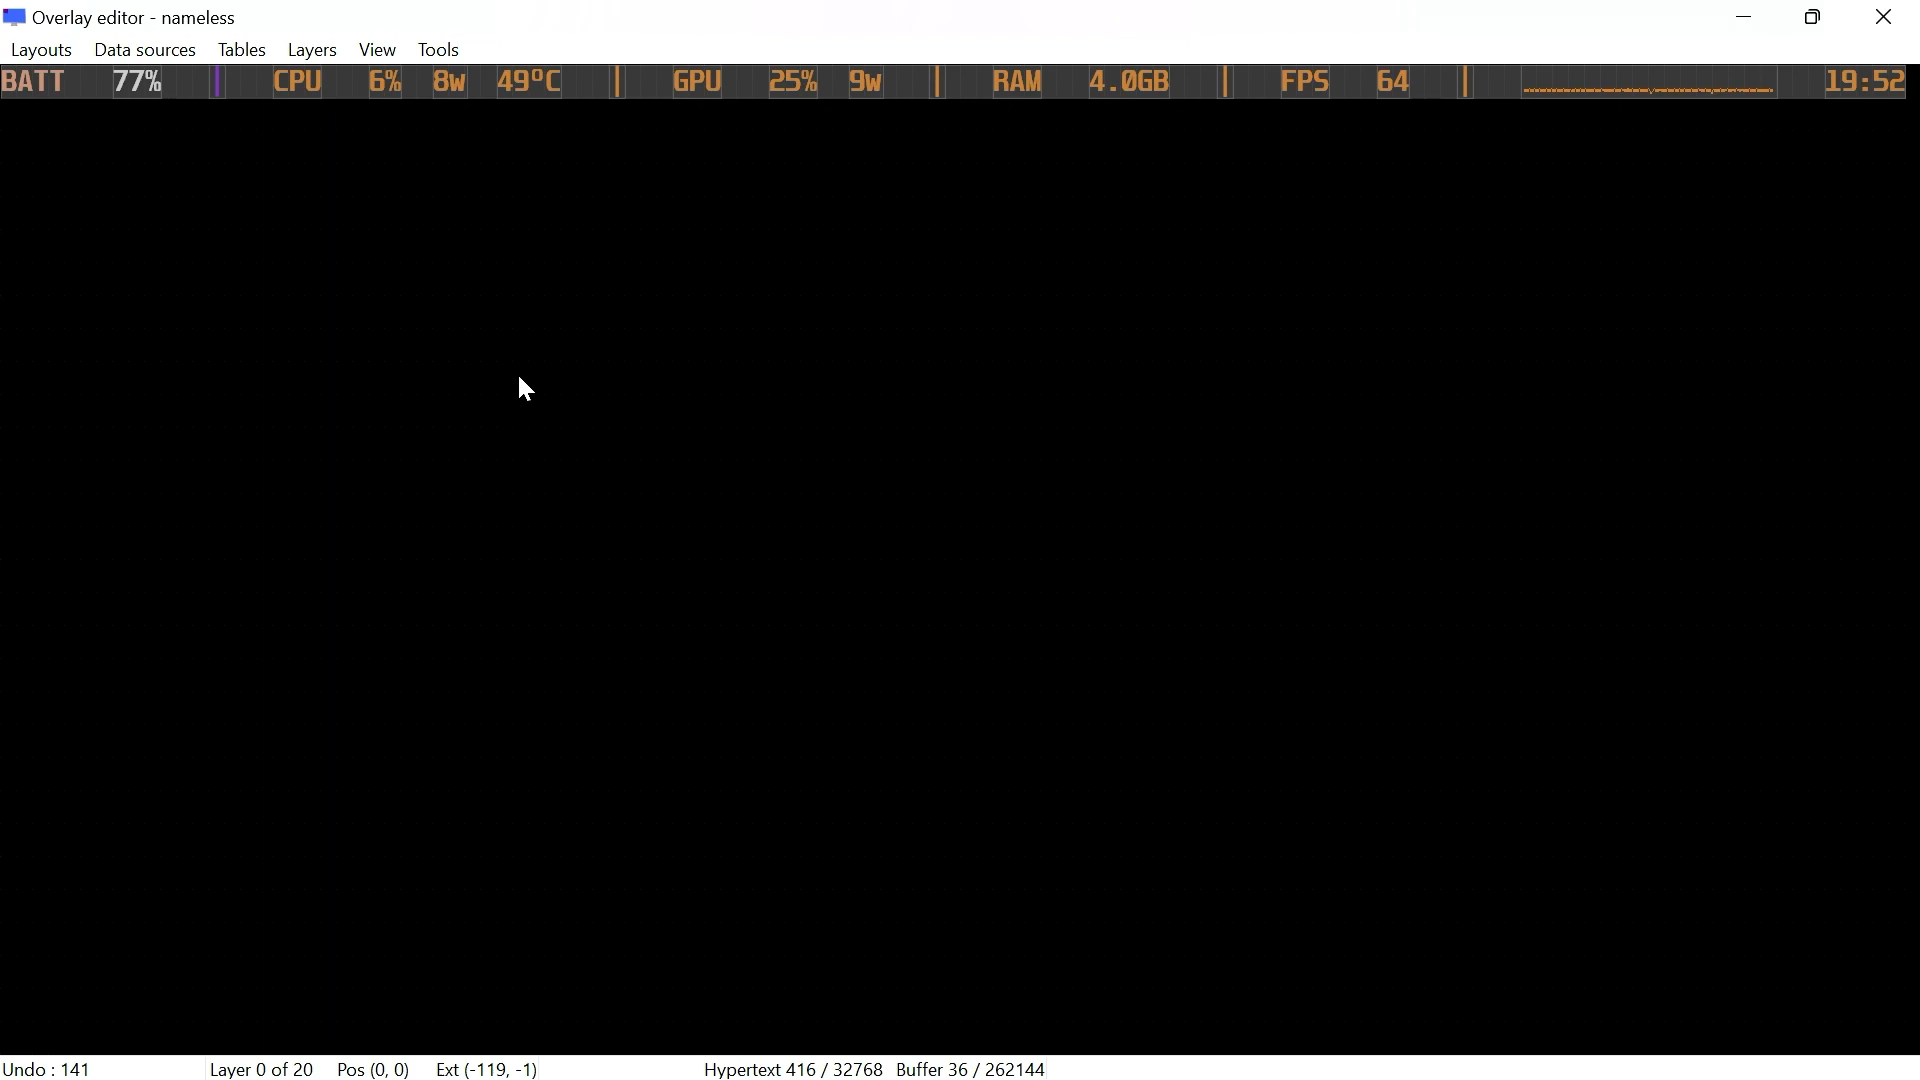 Overlay editor - nameless
Layouts Data sources Tables Layers View Tools
BATT 77% | CPU 6% 8w 49°C | GPU 25% 9w | RAM 4.0GB | FPS 64 | 19:52
Undo : 141 Layer 0 of 20 Pos (0, 0) Ext (-119, -1) Hypertext 416 / 32768 Buffer 36 / 262144